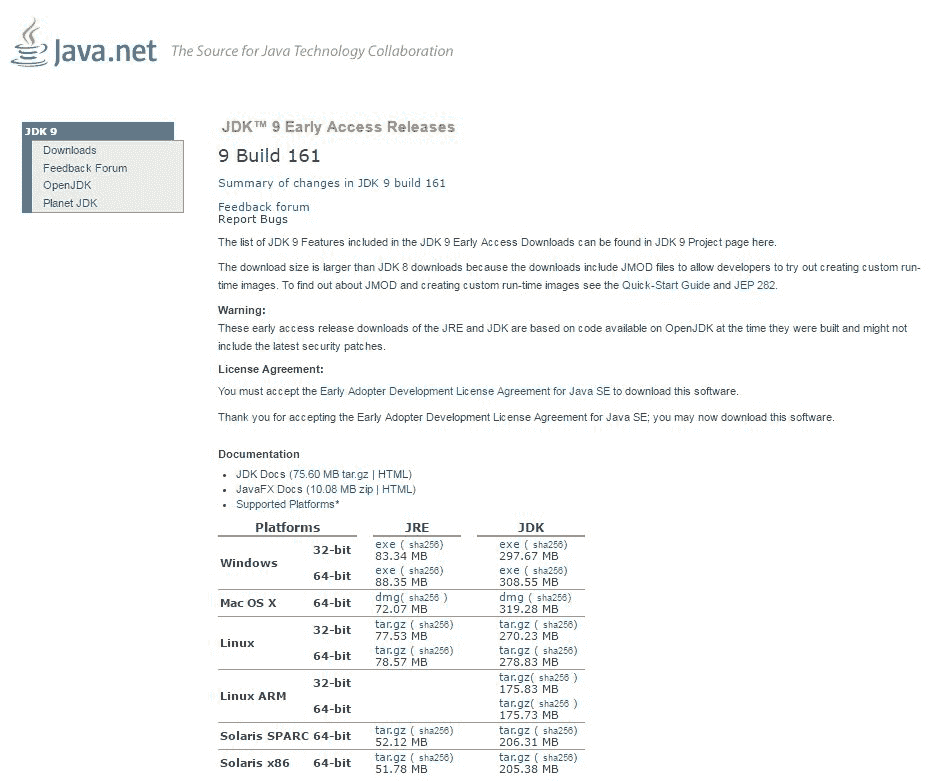 Java.net The Source for Java Technology Collaboration
JDK 9
Downloads
Feedback Forum
OpenJDK
Planet JDK
JDK™ 9 Early Access Releases
9 Build 161
Summary of changes in JDK 9 build 161
Feedback forum
Report Bugs
The list of JDK 9 Features included in the JDK 9 Early Access Downloads can be found in JDK 9 Project page here.
The download size is larger than JDK 8 downloads because the downloads include JMOD files to allow developers to try out creating custom run-
time images. To find out about JMOD and creating custom run-time images see the Quick-Start Guide and JEP 282.
Warning:
These early access release downloads of the JRE and JDK are based on code available on OpenJDK at the time they were built and might not
include the latest security patches.
License Agreement:
You must accept the Early Adopter Development License Agreement for Java SE to download this software.
Thank you for accepting the Early Adopter Development License Agreement for Java SE; you may now download this software.
Documentation
• JDK Docs (75.60 MB tar.gz | HTML)
• JavaFX Docs (10.08 MB zip | HTML)
• Supported Platforms*
Platforms JRE JDK
Windows
32-bit exe ( sha256) 83.34 MB exe ( sha256) 297.67 MB
64-bit exe ( sha256) 88.35 MB exe ( sha256) 308.55 MB
Mac OS X 64-bit dmg( sha256 ) 72.07 MB dmg ( sha256) 319.28 MB
Linux
32-bit tar.gz ( sha256) 77.53 MB tar.gz ( sha256) 270.23 MB
64-bit tar.gz ( sha256) 78.57 MB tar.gz ( sha256) 278.83 MB
Linux ARM
32-bit tar.gz( sha256 ) 175.83 MB
64-bit tar.gz( sha256 ) 175.73 MB
Solaris SPARC 64-bit tar.gz ( sha256) 52.12 MB tar.gz ( sha256) 206.31 MB
Solaris x86 64-bit tar.gz ( sha256) 51.78 MB tar.gz ( sha256) 205.38 MB